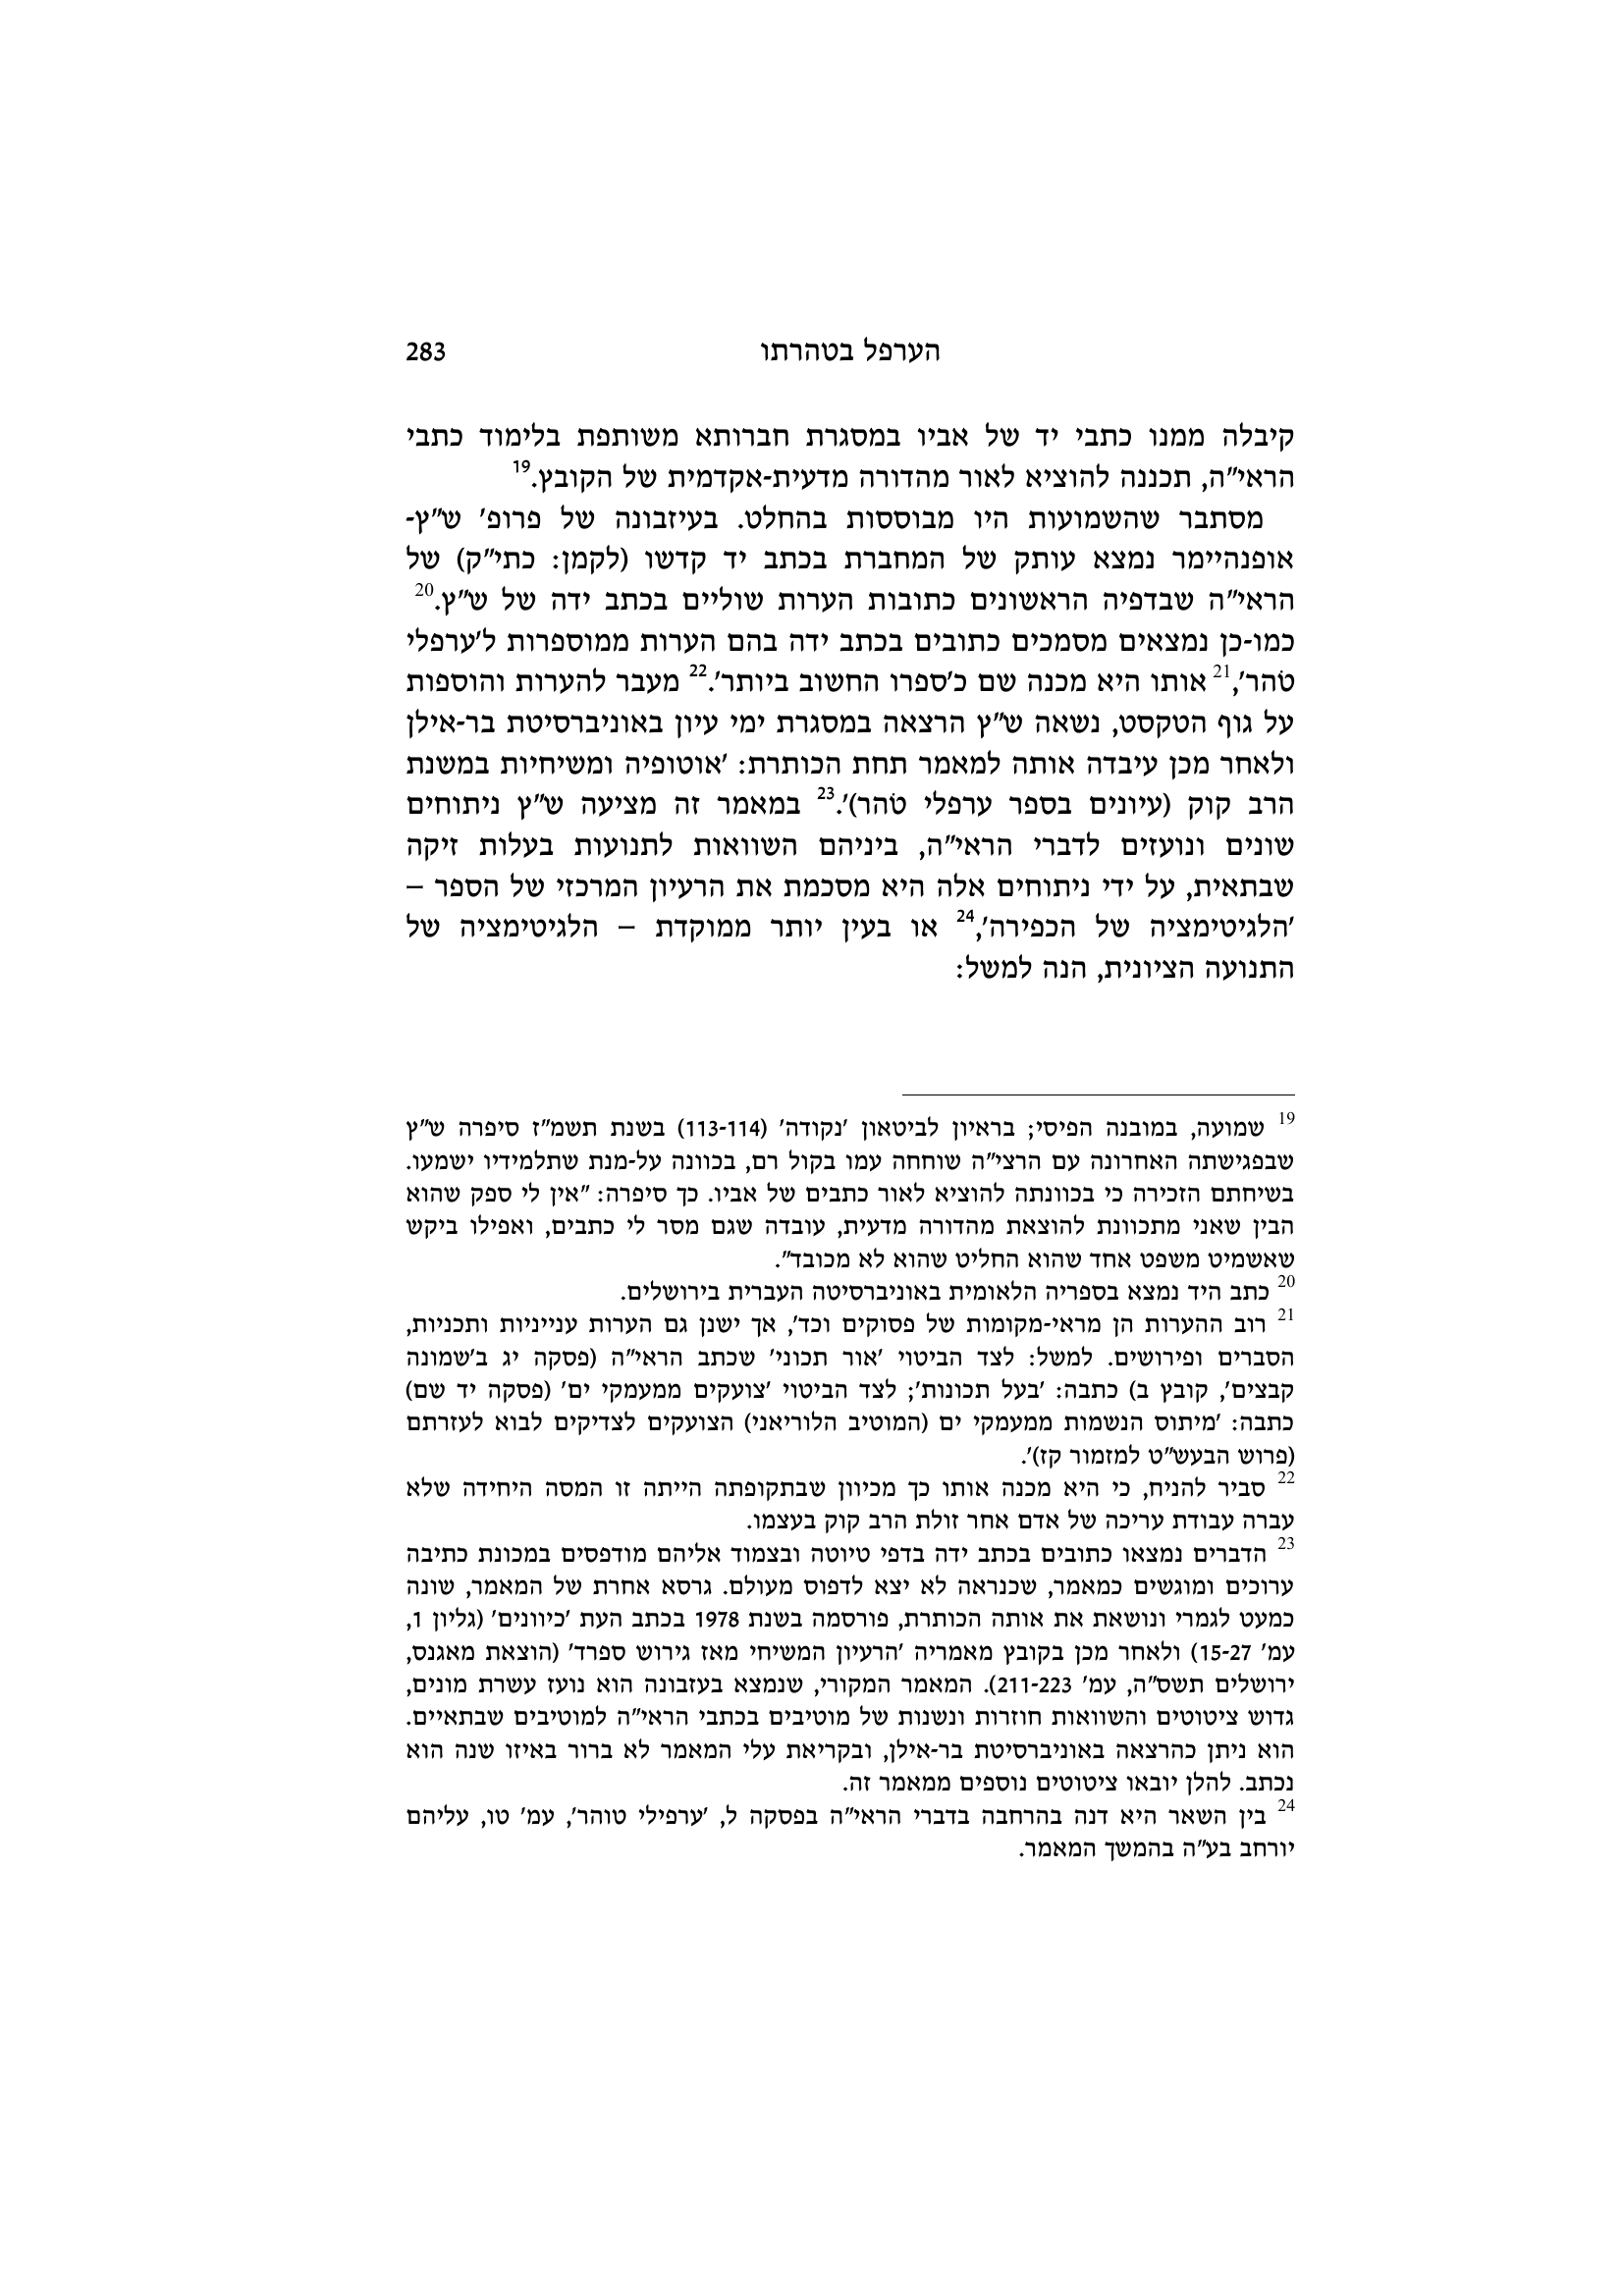 הערפל בטהרתו 283
קיבלה ממנו כתבי יד של אביו במסגרת חברותא משותפת בלימוד כתבי
הראי"ה, תכננה להוציא לאור מהדורה מדעית-אקדמית של הקובץ.19
מסתבר שהשמועות היו מבוססות בהחלט. בעיזבונה של פרופ' ש"ץ-
אופנהיימר נמצא עותק של המחברת בכתב יד קדשו (לקמן: כתי"ק) של
הראי"ה שבדפיה הראשונים כתובות הערות שוליים בכתב ידה של ש"ץ.20
כמו-כן נמצאים מסמכים כתובים בכתב ידה בהם הערות ממוספרות ל'ערפלי
טֹהר',21 אותו היא מכנה שם כ'ספרו החשוב ביותר'.22 מעבר להערות והוספות
על גוף הטקסט, נשאה ש"ץ הרצאה במסגרת ימי עיון באוניברסיטת בר-אילן
ולאחר מכן עיבדה אותה למאמר תחת הכותרת: 'אוטופיה ומשיחיות במשנת
הרב קוק (עיונים בספר ערפלי טֹהר)'.23 במאמר זה מציעה ש"ץ ניתוחים
שונים ונועזים לדברי הראי"ה, ביניהם השוואות לתנועות בעלות זיקה
שבתאית, על ידי ניתוחים אלה היא מסכמת את הרעיון המרכזי של הספר –
'הלגיטימציה של הכפירה',24 או בעין יותר ממוקדת – הלגיטימציה של
התנועה הציונית, הנה למשל:
19 שמועה, במובנה הפיסי; בראיון לביטאון 'נקודה' (113-114) בשנת תשמ"ז סיפרה ש"ץ
שבפגישתה האחרונה עם הרצי"ה שוחחה עמו בקול רם, בכוונה על-מנת שתלמידיו ישמעו.
בשיחתם הזכירה כי בכוונתה להוציא לאור כתבים של אביו. כך סיפרה: "אין לי ספק שהוא
הבין שאני מתכוונת להוצאת מהדורה מדעית, עובדה שגם מסר לי כתבים, ואפילו ביקש
שאשמיט משפט אחד שהוא החליט שהוא לא מכובד".
20 כתב היד נמצא בספריה הלאומית באוניברסיטה העברית בירושלים.
21 רוב ההערות הן מראי-מקומות של פסוקים וכד', אך ישנן גם הערות ענייניות ותכניות,
הסברים ופירושים. למשל: לצד הביטוי 'אור תכוני' שכתב הראי"ה (פסקה יג ב'שמונה
קבצים', קובץ ב) כתבה: 'בעל תכונות'; לצד הביטוי 'צועקים ממעמקי ים' (פסקה יד שם)
כתבה: 'מיתוס הנשמות ממעמקי ים (המוטיב הלוריאני) הצועקים לצדיקים לבוא לעזרתם
(פרוש הבעש"ט למזמור קז)'.
22 סביר להניח, כי היא מכנה אותו כך מכיוון שבתקופתה הייתה זו המסה היחידה שלא
עברה עבודת עריכה של אדם אחר זולת הרב קוק בעצמו.
23 הדברים נמצאו כתובים בכתב ידה בדפי טיוטה ובצמוד אליהם מודפסים במכונת כתיבה
ערוכים ומוגשים כמאמר, שכנראה לא יצא לדפוס מעולם. גרסא אחרת של המאמר, שונה
כמעט לגמרי ונושאת את אותה הכותרת, פורסמה בשנת 1978 בכתב העת 'כיוונים' (גליון 1,
עמ' 15-27) ולאחר מכן בקובץ מאמריה 'הרעיון המשיחי מאז גירוש ספרד' (הוצאת מאגנס,
ירושלים תשס"ה, עמ' 211-223). המאמר המקורי, שנמצא בעזבונה הוא נועז עשרת מונים,
גדוש ציטוטים והשוואות חוזרות ונשנות של מוטיבים בכתבי הראי"ה למוטיבים שבתאיים.
הוא ניתן כהרצאה באוניברסיטת בר-אילן, ובקריאת עלי המאמר לא ברור באיזו שנה הוא
נכתב. להלן יובאו ציטוטים נוספים ממאמר זה.
24 בין השאר היא דנה בהרחבה בדברי הראי"ה בפסקה ל, 'ערפילי טוהר', עמ' טו, עליהם
יורחב בע"ה בהמשך המאמר.